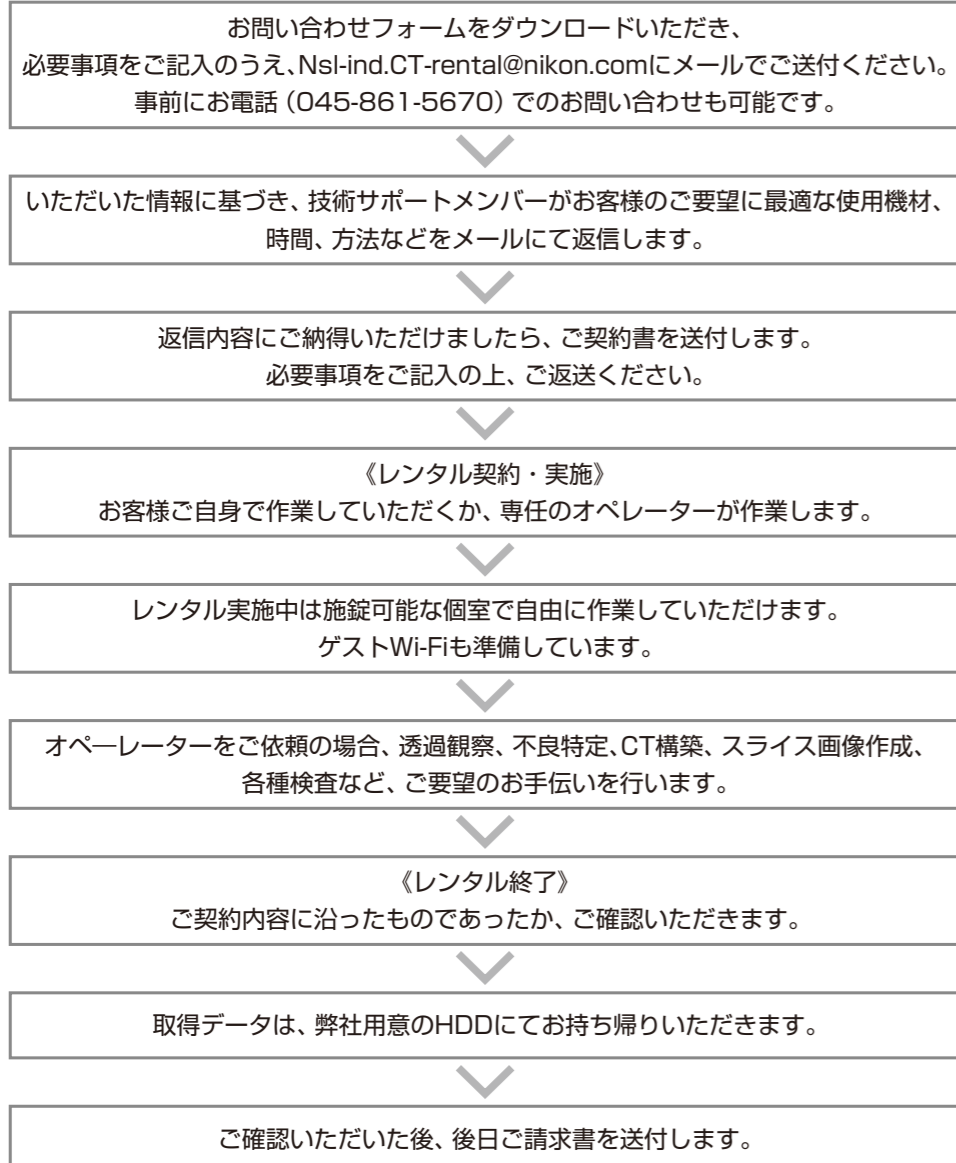 お問い合わせフォームをダウンロードいただき、
必要事項をご記入のうえ、Nsl-ind.CT-rental@nikon.comにメールでご送付ください。
事前にお電話（045-861-5670）でのお問い合わせも可能です。
いただいた情報に基づき、技術サポートメンバーがお客様のご要望に最適な使用機材、
時間、方法などをメールにて返信します。
返信内容にご納得いただけましたら、ご契約書を送付します。
必要事項をご記入の上、ご返送ください。
《レンタル契約・実施》
お客様ご自身で作業していただくか、専任のオペレーターが作業します。
レンタル実施中は施錠可能な個室で自由に作業していただけます。
ゲストWi-Fiも準備しています。
オペ―レーターをご依頼の場合、透過観察、不良特定、CT構築、スライス画像作成、
各種検査など、ご要望のお手伝いを行います。
《レンタル終了》
ご契約内容に沿ったものであったか、ご確認いただきます。
取得データは、弊社用意のHDDにてお持ち帰りいただきます。
ご確認いただいた後、後日ご請求書を送付します。